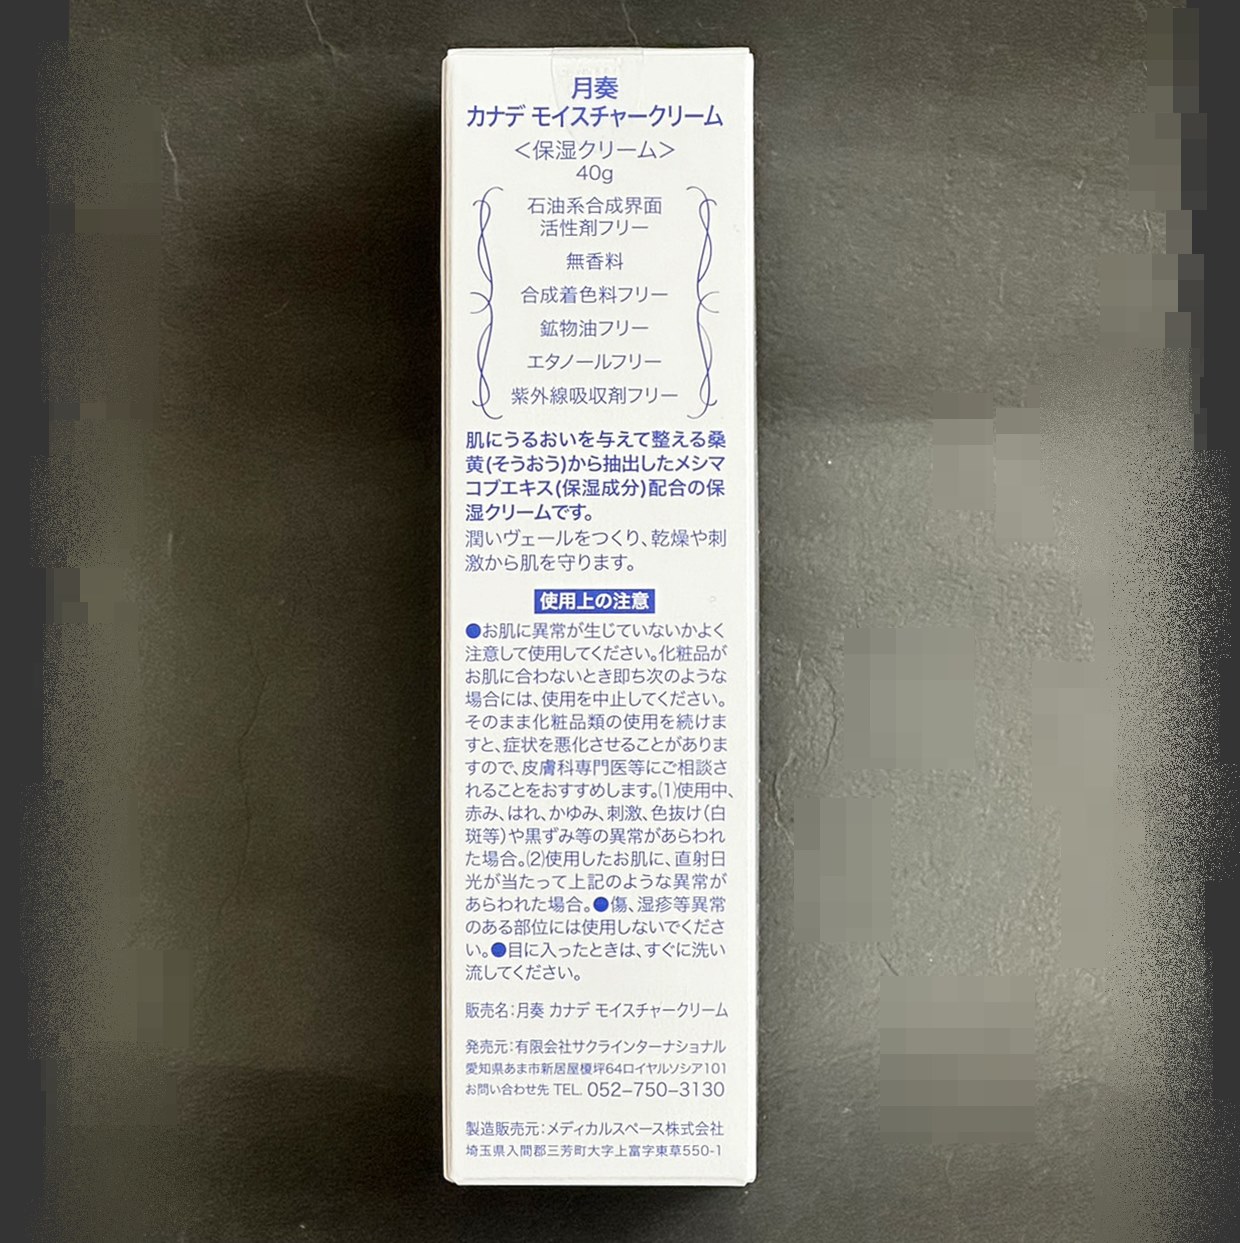 月奏
カナデ モイスチャークリーム
＜保湿クリーム＞
40g
石油系合成界面
活性剤フリー
無香料
合成着色料フリー
鉱物油フリー
エタノールフリー
紫外線吸収剤フリー
肌にうるおいを与えて整える桑
黄(そうおう)から抽出したメシマ
コブエキス(保湿成分)配合の保
湿クリームです。
潤いヴェールをつくり、乾燥や刺
激から肌を守ります。
使用上の注意
●お肌に異常が生じていないかよく
注意して使用してください。化粧品が
お肌に合わないとき即ち次のような
場合には、使用を中止してください。
そのまま化粧品類の使用を続けま
すと、症状を悪化させることがありま
すので、皮膚科専門医等にご相談さ
れることをおすすめします。⑴使用中、
赤み、はれ、かゆみ、刺激、色抜け（白
斑等）や黒ずみ等の異常があらわれ
た場合。⑵使用したお肌に、直射日
光が当たって上記のような異常が
あらわれた場合。●傷、湿疹等異常
のある部位には使用しないでくださ
い。●目に入ったときは、すぐに洗い
流してください。
販売名：月奏 カナデ モイスチャークリーム
発売元：有限会社サクラインターナショナル
愛知県あま市新居屋榎坪64ロイヤルソシア101
お問い合わせ先 TEL. 052−750−3130
製造販売元：メディカルスペース株式会社
埼玉県入間郡三芳町大字上富字東草550-1